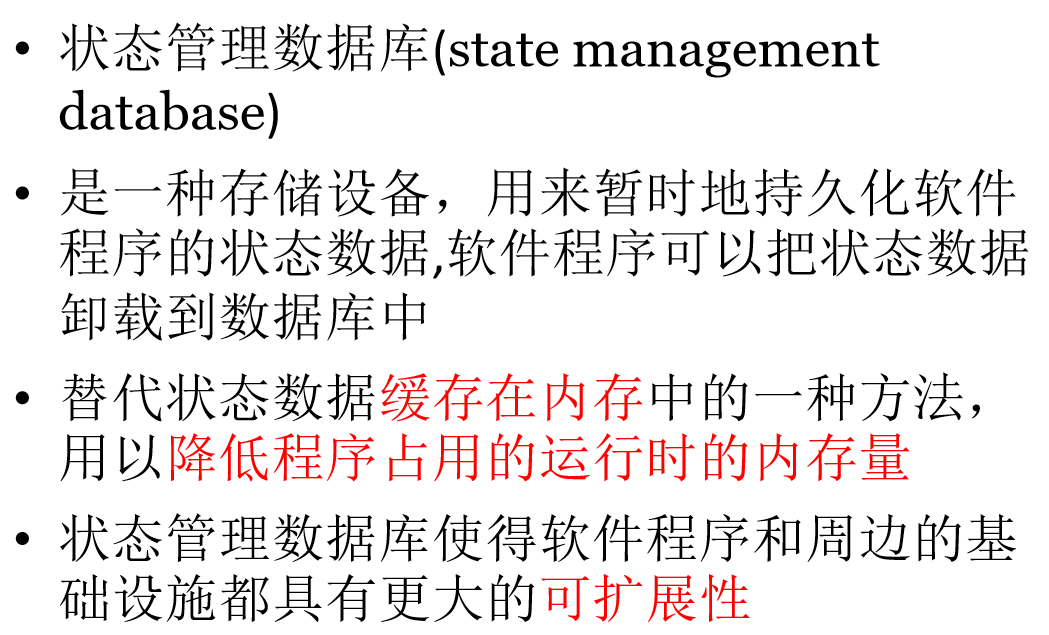 • 状态管理数据库(state management
database)
• 是一种存储设备，用来暂时地持久化软件
程序的状态数据,软件程序可以把状态数据
卸载到数据库中
• 替代状态数据缓存在内存中的一种方法，
用以降低程序占用的运行时的内存量
• 状态管理数据库使得软件程序和周边的基
础设施都具有更大的可扩展性